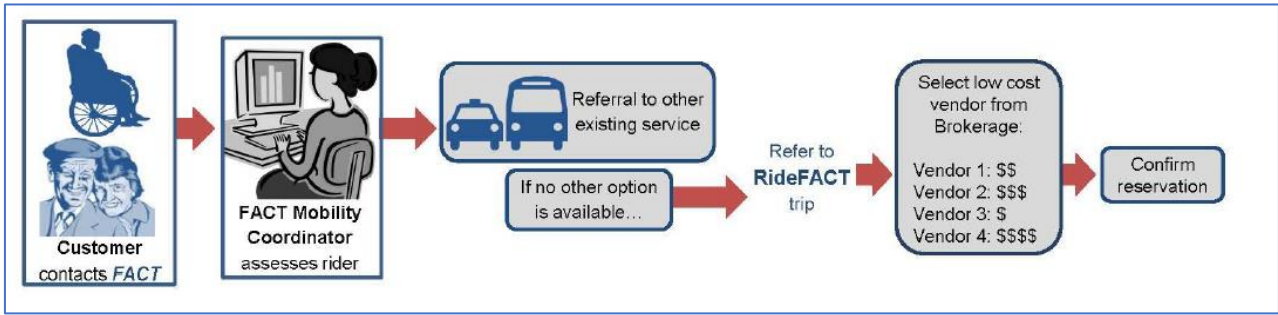 Customer
contacts FACT
FACT Mobility
Coordinator
assesses rider
Referral to other
existing service
If no other option
is available...
Refer to
RideFACT
trip
Select low cost
vendor from
Brokerage:
Vendor 1: $$
Vendor 2: $$$
Vendor 3: $
Vendor 4: $$$$
Confirm
reservation